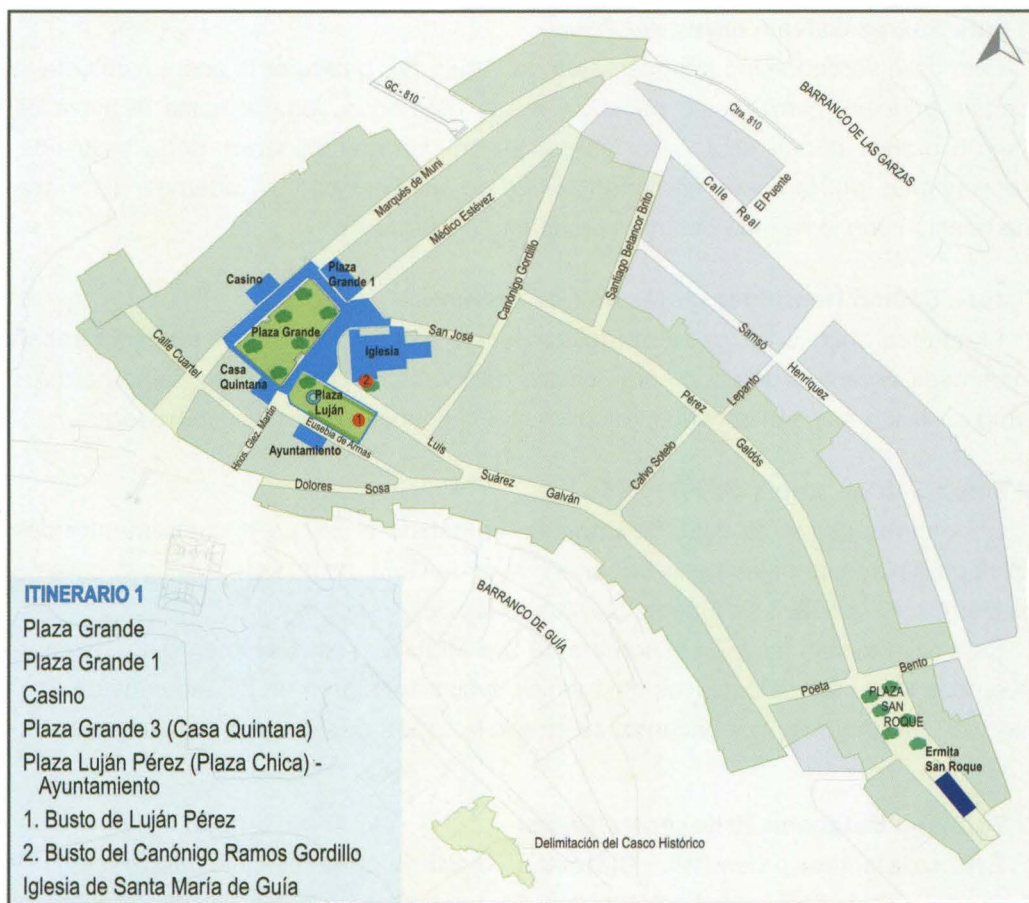 GC - 810
Ctra. 810
BARRANCO DE LAS GARZAS
Marqués de Muni
Médico Estévez
Calle Real
El Puente
Canónigo Gordillo
Santiago Betancor Brito
Casino
Plaza
Grande 1
Plaza Grande
San José
Iglesia
2
Calle Cuartel
Casa
Quintana
Plaza
Luján
1
Samsó
Henríquez
Lepanto
Pérez
Galdós
Hnos. Glez. Martín
Eusebia de Armas
Ayuntamiento
Luis
Suárez
Galván
Calvo Sotelo
Dolores Sosa
BARRANCO DE GUÍA
Poeta
Bento
PLAZA
SAN
ROQUE
Ermita
San Roque
ITINERARIO 1
Plaza Grande
Plaza Grande 1
Casino
Plaza Grande 3 (Casa Quintana)
Plaza Luján Pérez (Plaza Chica) -
Ayuntamiento
1. Busto de Luján Pérez
2. Busto del Canónigo Ramos Gordillo
Iglesia de Santa María de Guía
Delimitación del Casco Histórico